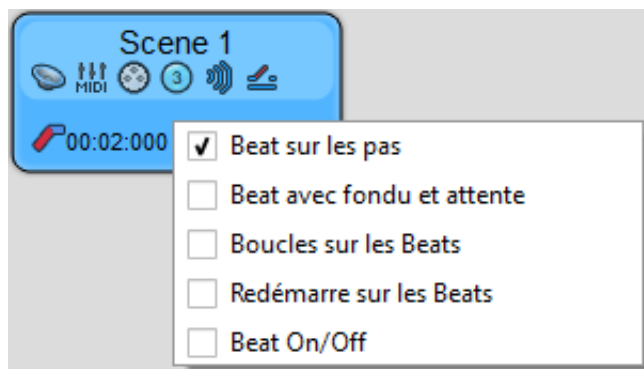 Scene 1
MIDI 3
00:02:000
Beat sur les pas
Beat avec fondu et attente
Boucles sur les Beats
Redémarre sur les Beats
Beat On/Off